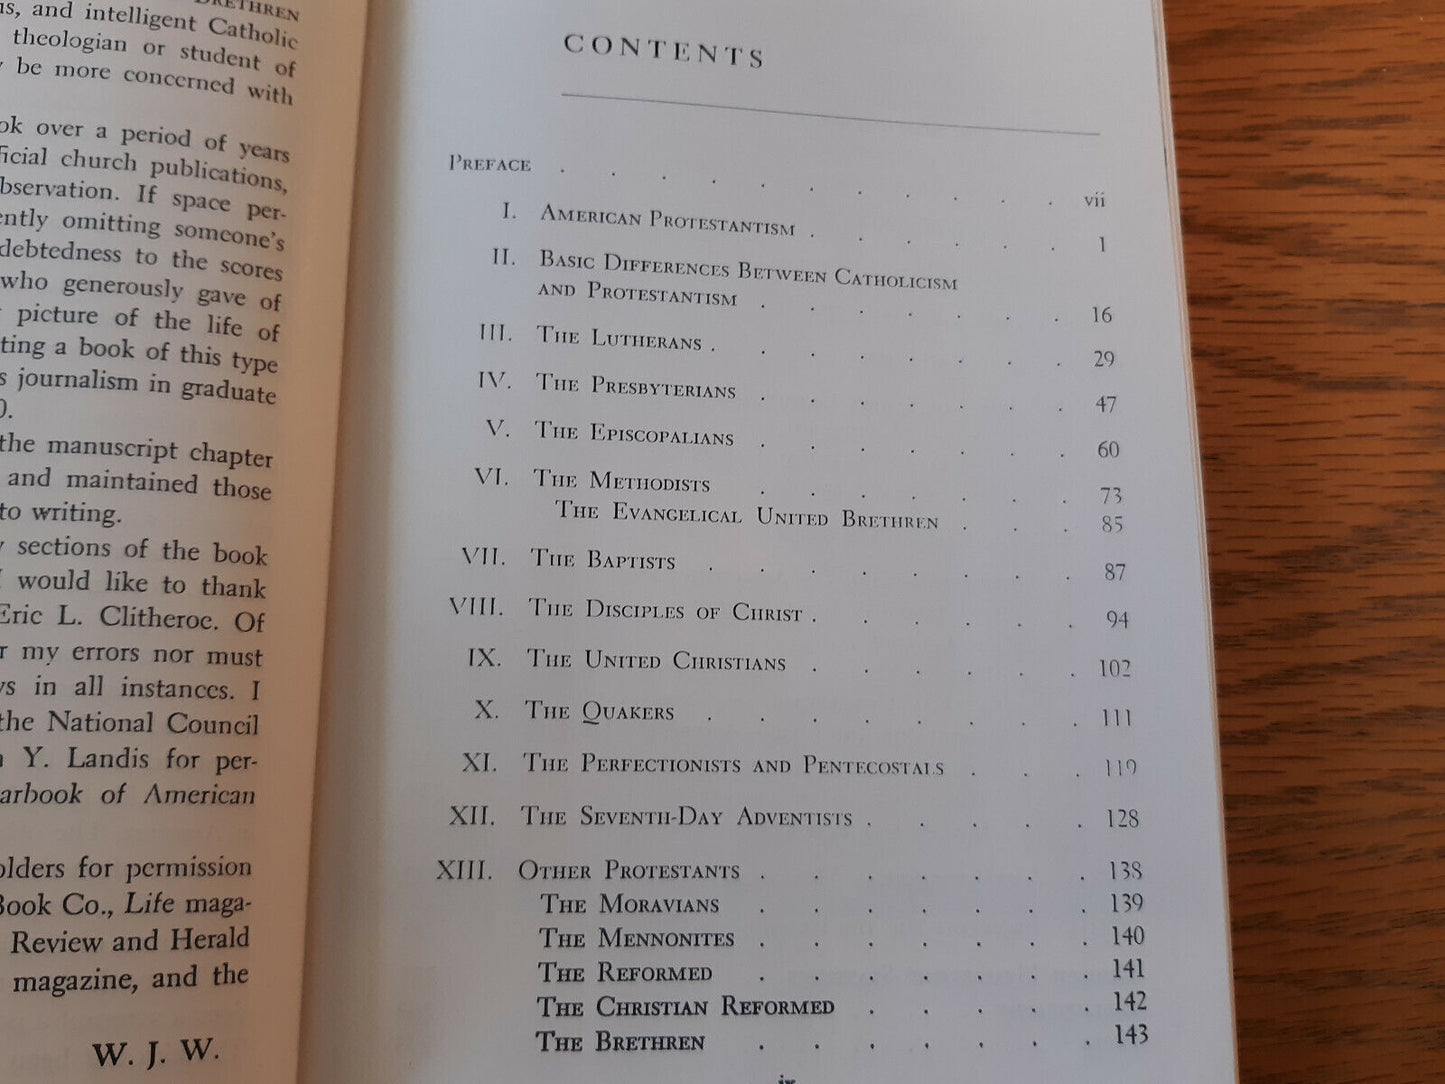 BRETHREN
and intelligent Catholic
theologian or student of
be more concerned with
over a period of years
church publications,
If space per-
omitting someone's
to the scores
who generously gave of
picture of the life of
a book of this type
journalism in graduate
the manuscript chapter
and maintained those
to writing.
sections of the book
I would like to thank
Eric L. Clitheroe. Of
my errors nor must
in all instances. I
the National Council
Y. Landis for per-
of American
for permission
Book Co., Life maga-
Review and Herald
magazine, and the
W. J. W.
CONTENTS
PREFACE . . . . . . . . . . . vii
I. AMERICAN PROTESTANTISM . . . . . . 1
II. BASIC DIFFERENCES BETWEEN CATHOLICISM
AND PROTESTANTISM . . . . . . . 16
III. THE LUTHERANS . . . . . . . . 29
IV. THE PRESBYTERIANS . . . . . . . 47
V. THE EPISCOPALIANS . . . . . . . 60
VI. THE METHODISTS . . . . . . . 73
THE EVANGELICAL UNITED BRETHREN . . . 85
VII. THE BAPTISTS . . . . . . . . 87
VIII. THE DISCIPLES OF CHRIST . . . . . . 94
IX. THE UNITED CHRISTIANS . . . . . . 102
X. THE QUAKERS . . . . . . . . 111
XI. THE PERFECTIONISTS AND PENTECOSTALS . . . 119
XII. THE SEVENTH-DAY ADVENTISTS . . . . . 128
XIII. OTHER PROTESTANTS . . . . . . . 138
THE MORAVIANS . . . . . . . 139
THE MENNONITES . . . . . . . 140
THE REFORMED . . . . . . . 141
THE CHRISTIAN REFORMED . . . . . 142
THE BRETHREN . . . . . . . 143
ix